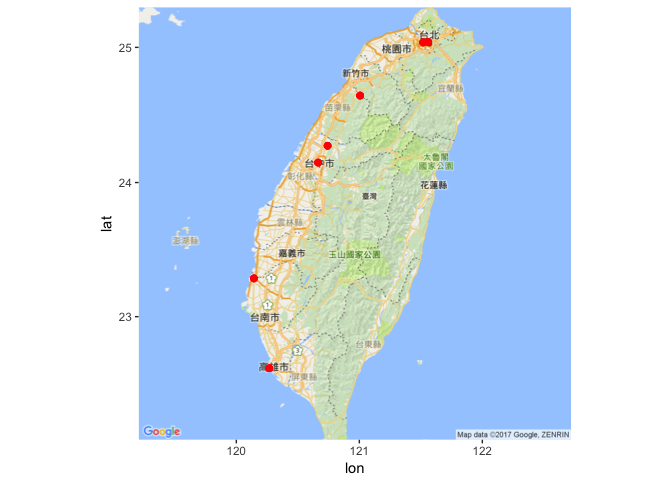 25
24
23
lat
台北
桃園市
新竹市
宜蘭縣
苗栗縣
太魯閣
國家公園
台中市
彰化縣
花蓮縣
臺灣
雲林縣
澎湖縣
嘉義市
玉山國家公園
1
1
台南市
台東縣
3
高雄市
屏東縣
Google
Map data ©2017 Google, ZENRIN
120
121
122
lon